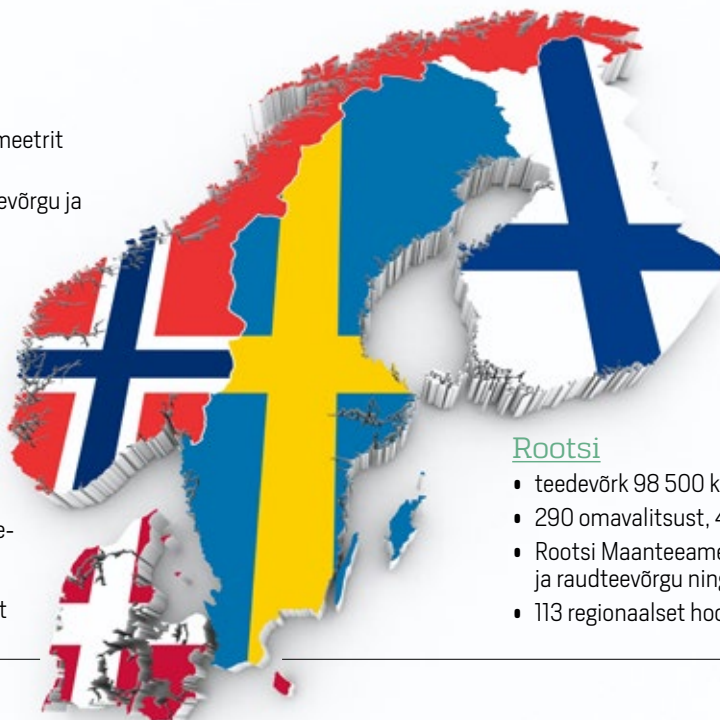 meetrit
evõrgu ja
e-
t
Rootsi
• teedevõrk 98 500 k
• 290 omavalitsust, 4
• Rootsi Maanteeame
ja raudteevõrgu ning
• 113 regionaalset hoo